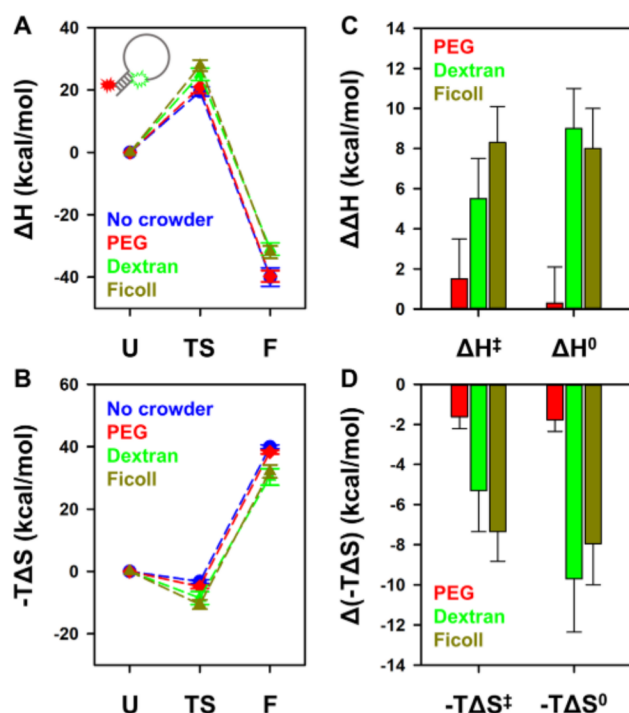 A
ΔH (kcal/mol)
40
20
0
-20
-40
No crowder
PEG
Dextran
Ficoll
U TS F
C
ΔΔH (kcal/mol)
14
12
10
8
6
4
2
0
PEG
Dextran
Ficoll
ΔH‡ ΔH⁰
B
-TΔS (kcal/mol)
60
40
20
0
-20
No crowder
PEG
Dextran
Ficoll
U TS F
D
Δ(-TΔS) (kcal/mol)
0
-2
-4
-6
-8
-10
-12
-14
PEG
Dextran
Ficoll
-TΔS‡ -TΔS⁰